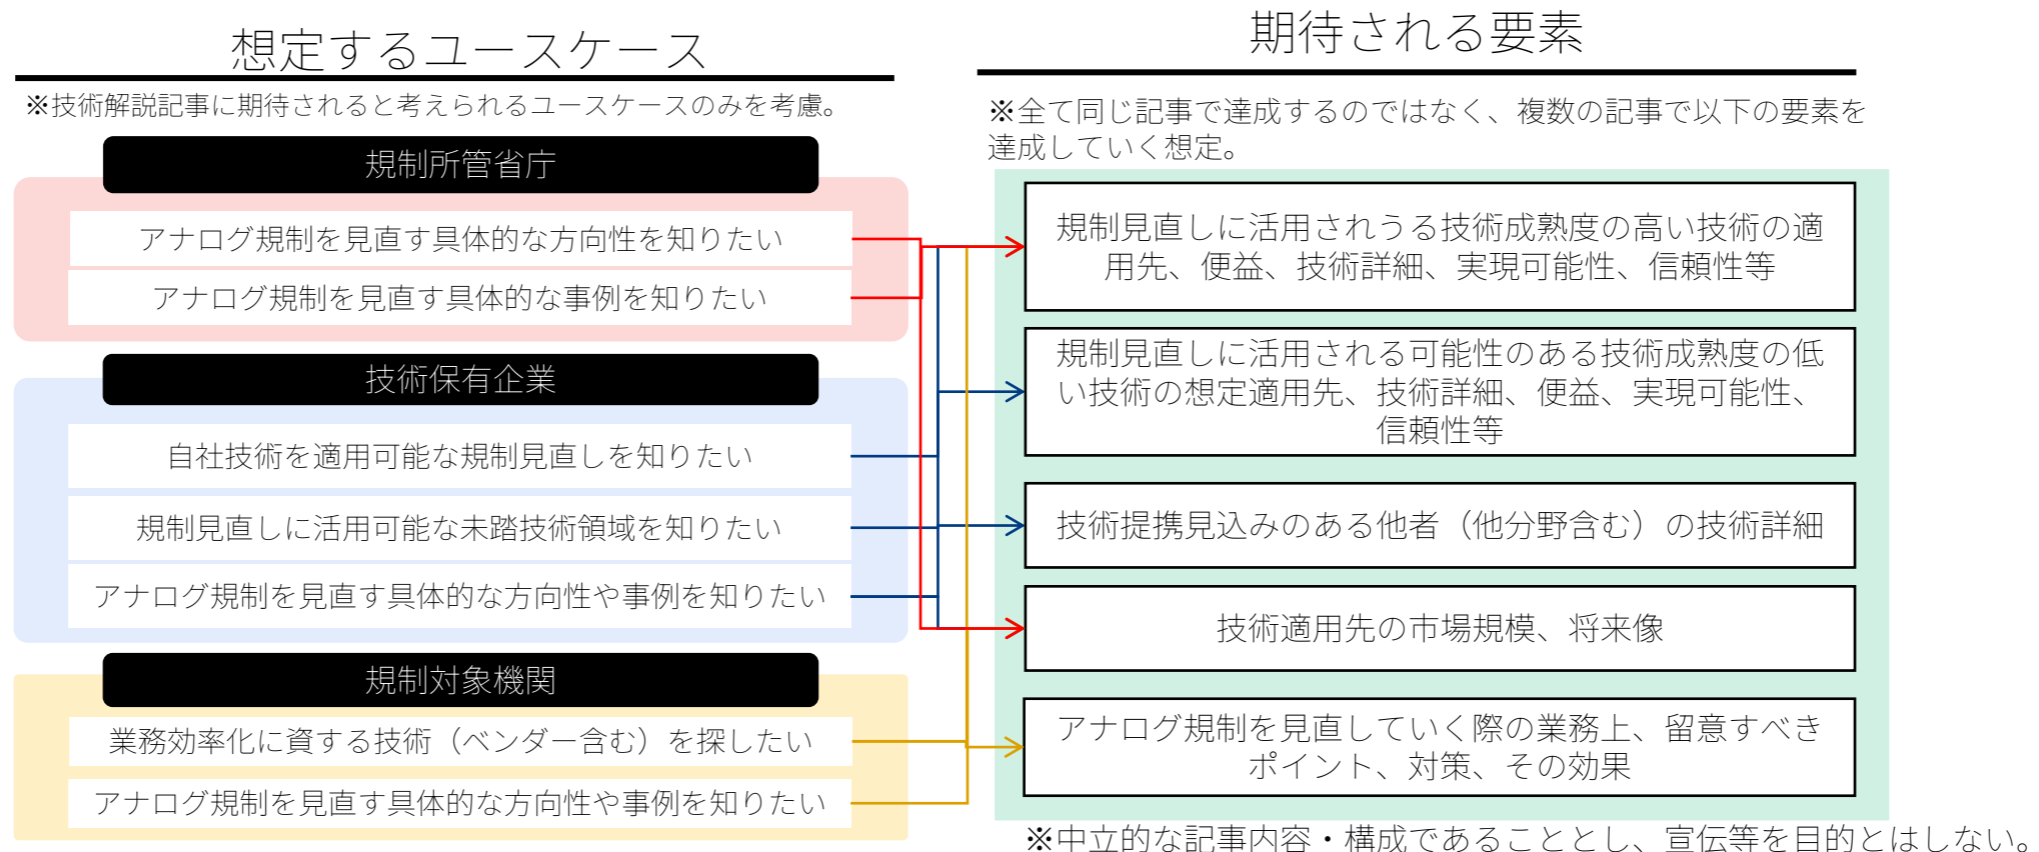 想定するユースケース
※技術解説記事に期待されると考えられるユースケースのみを考慮。
規制所管省庁
アナログ規制を見直す具体的な方向性を知りたい
アナログ規制を見直す具体的な事例を知りたい
技術保有企業
自社技術を適用可能な規制見直しを知りたい
規制見直しに活用可能な未踏技術領域を知りたい
アナログ規制を見直す具体的な方向性や事例を知りたい
規制対象機関
業務効率化に資する技術（ベンダー含む）を探したい
アナログ規制を見直す具体的な方向性や事例を知りたい
期待される要素
※全て同じ記事で達成するのではなく、複数の記事で以下の要素を
達成していく想定。
規制見直しに活用されうる技術成熟度の高い技術の適
用先、便益、技術詳細、実現可能性、信頼性等
規制見直しに活用される可能性のある技術成熟度の低
い技術の想定適用先、技術詳細、便益、実現可能性、
信頼性等
技術提携見込みのある他者（他分野含む）の技術詳細
技術適用先の市場規模、将来像
アナログ規制を見直していく際の業務上、留意すべき
ポイント、対策、その効果
※中立的な記事内容・構成であることとし、宣伝等を目的とはしない。